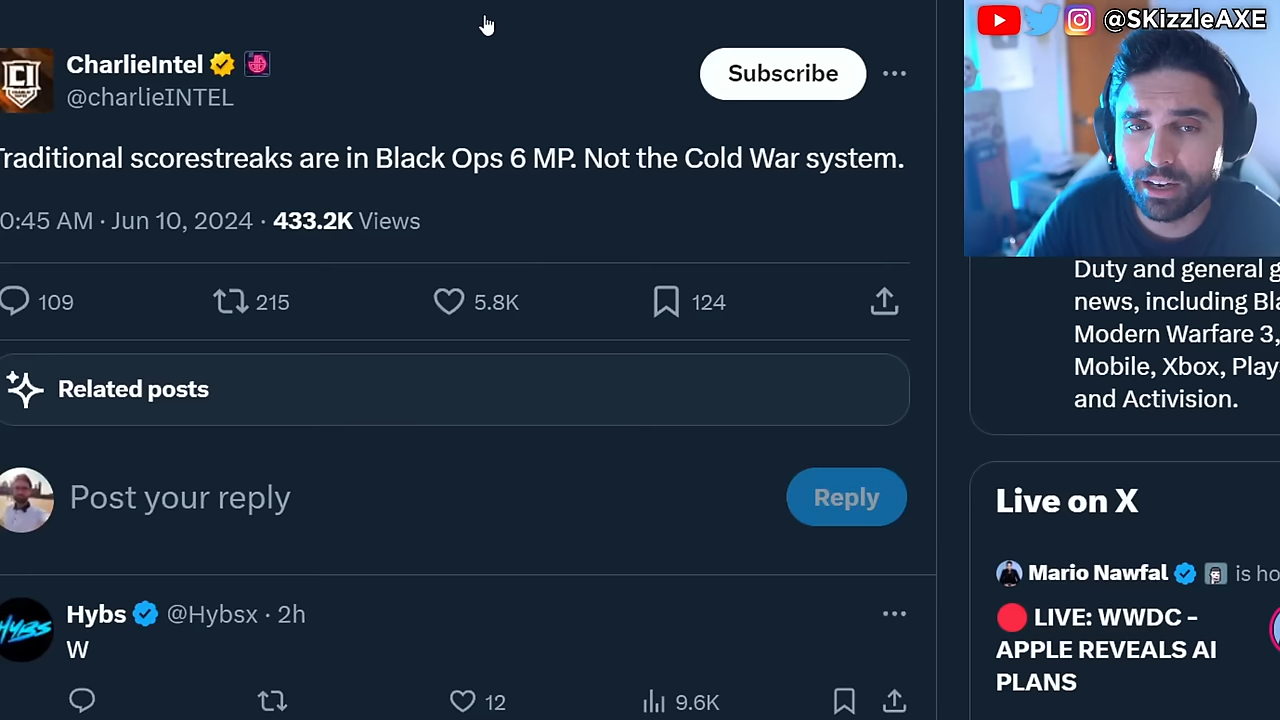 @SKizzleAXE
CharlieIntel
@charlieINTEL
Subscribe
Traditional scorestreaks are in Black Ops 6 MP. Not the Cold War system.
0:45 AM · Jun 10, 2024 · 433.2K Views
109
215
5.8K
124
Related posts
Post your reply
Reply
Hybs @Hybsx · 2h
W
12
9.6K
Duty and general g
news, including Bla
Modern Warfare 3,
Mobile, Xbox, Play
and Activision.
Live on X
Mario Nawfal is ho
LIVE: WWDC -
APPLE REVEALS AI
PLANS
CI
HYBS